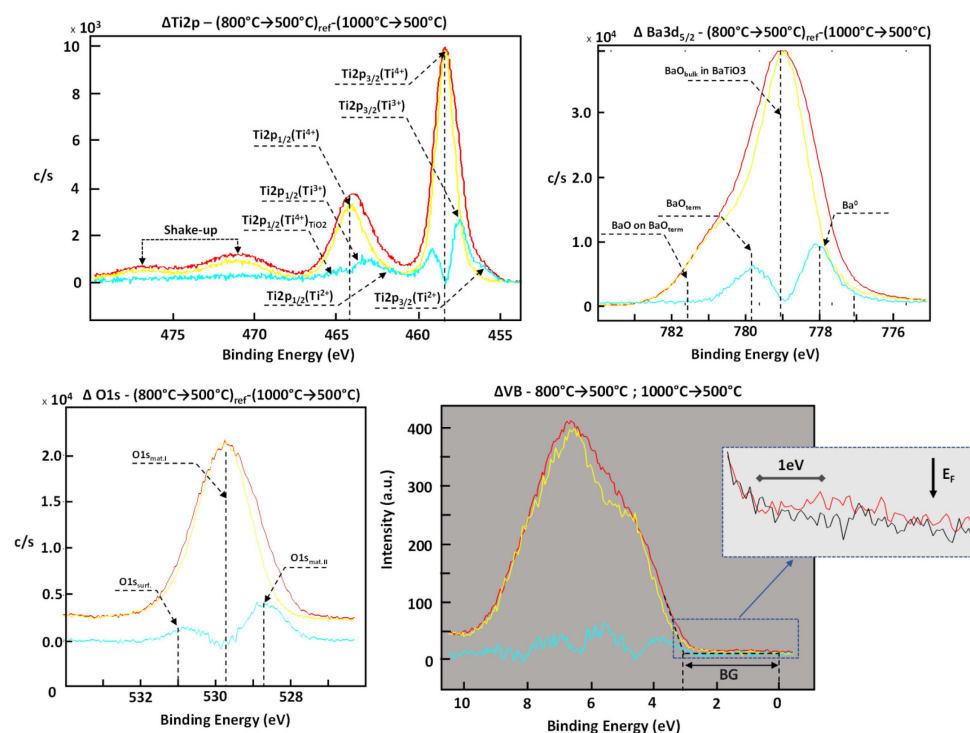 ΔTi2p – (800°C→500°C)ref-(1000°C→500°C)
x 10³
10
8
6
4
2
0
c/s
Ti2p3/2(Ti⁴⁺)
Ti2p3/2(Ti³⁺)
Ti2p1/2(Ti⁴⁺)
Ti2p1/2(Ti³⁺)
Ti2p1/2(Ti⁴⁺)TiO2
Shake-up
Ti2p1/2(Ti²⁺)
Ti2p3/2(Ti²⁺)
475
470
465
460
455
Binding Energy (eV)
Δ Ba3d5/2 - (800°C→500°C)ref-(1000°C→500°C)
x 10⁴
4.0
3.0
2.0
1.0
0
c/s
BaObulk in BaTiO3
BaOterm
Ba⁰
BaO on BaOterm
782
780
778
776
Binding Energy (eV)
Δ O1s - (800°C→500°C)ref-(1000°C→500°C)
x 10⁴
2.0
1.5
1.0
0.5
0.0
0
c/s
O1smat.I
O1smat.II
O1ssurf.
532
530
528
Binding Energy (eV)
ΔVB - 800°C→500°C ; 1000°C→500°C
400
300
200
100
0
Intensity (a.u.)
1eV
EF
BG
10
8
6
4
2
0
Binding Energy (eV)